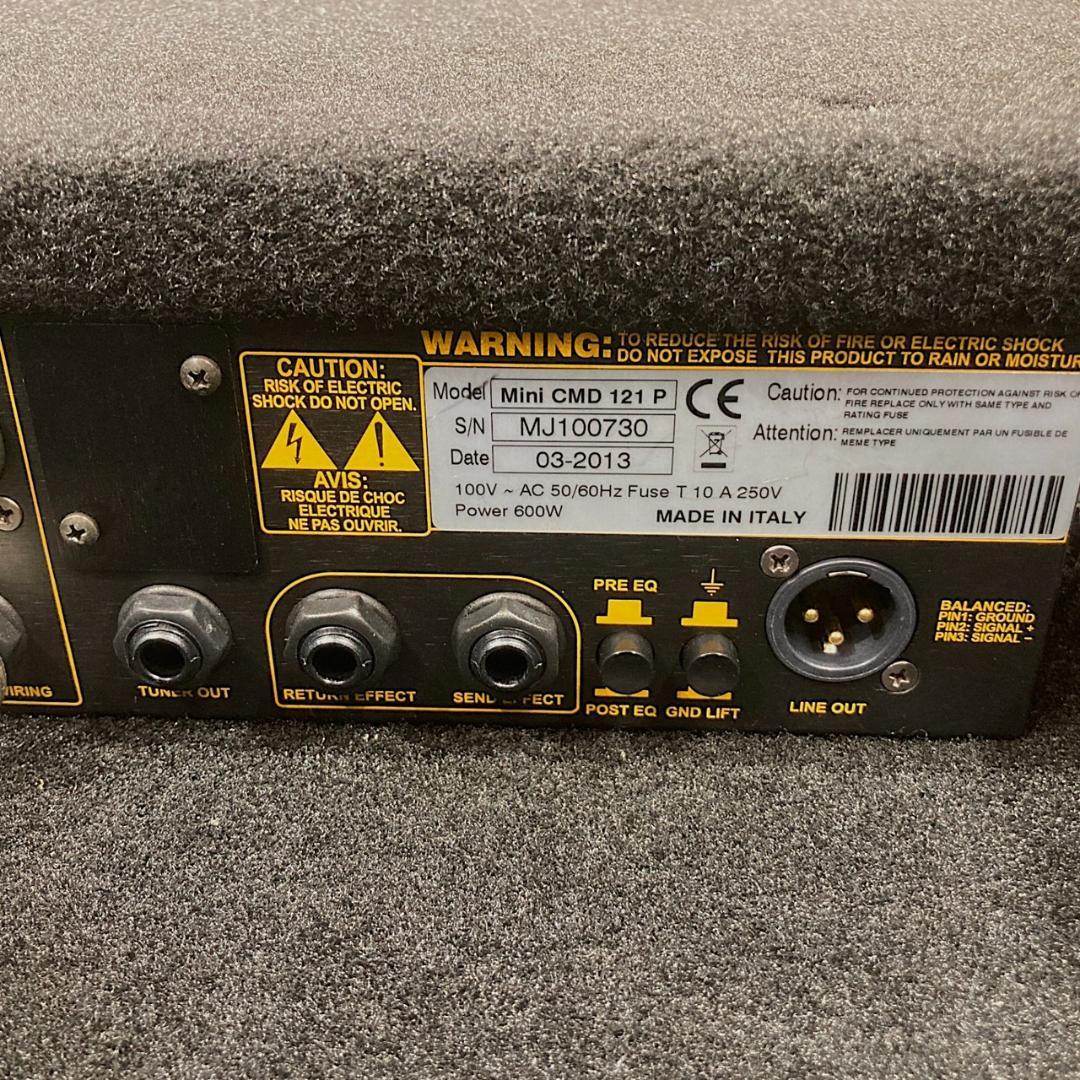 WARNING: TO REDUCE THE RISK OF FIRE OR ELECTRIC SHOCK
DO NOT EXPOSE THIS PRODUCT TO RAIN OR MOISTUR
CAUTION:
RISK OF ELECTRIC
SHOCK DO NOT OPEN.
AVIS:
RISQUE DE CHOC
ELECTRIQUE
NE PAS OUVRIR.
Model Mini CMD 121 P
S/N MJ100730
Date 03-2013
100V ~ AC 50/60Hz Fuse T 10 A 250V
Power 600W
MADE IN ITALY
CE
Caution: FOR CONTINUED PROTECTION AGAINST RISK OF
FIRE REPLACE ONLY WITH SAME TYPE AND
RATING FUSE
Attention: REMPLACER UNIQUEMENT PAR UN FUSIBLE DE
MEME TYPE
IRING
TUNER OUT
RETURN EFFECT
SEND EFFECT
PRE EQ
POST EQ
GND LIFT
LINE OUT
BALANCED:
PIN1: GROUND
PIN2: SIGNAL +
PIN3: SIGNAL -